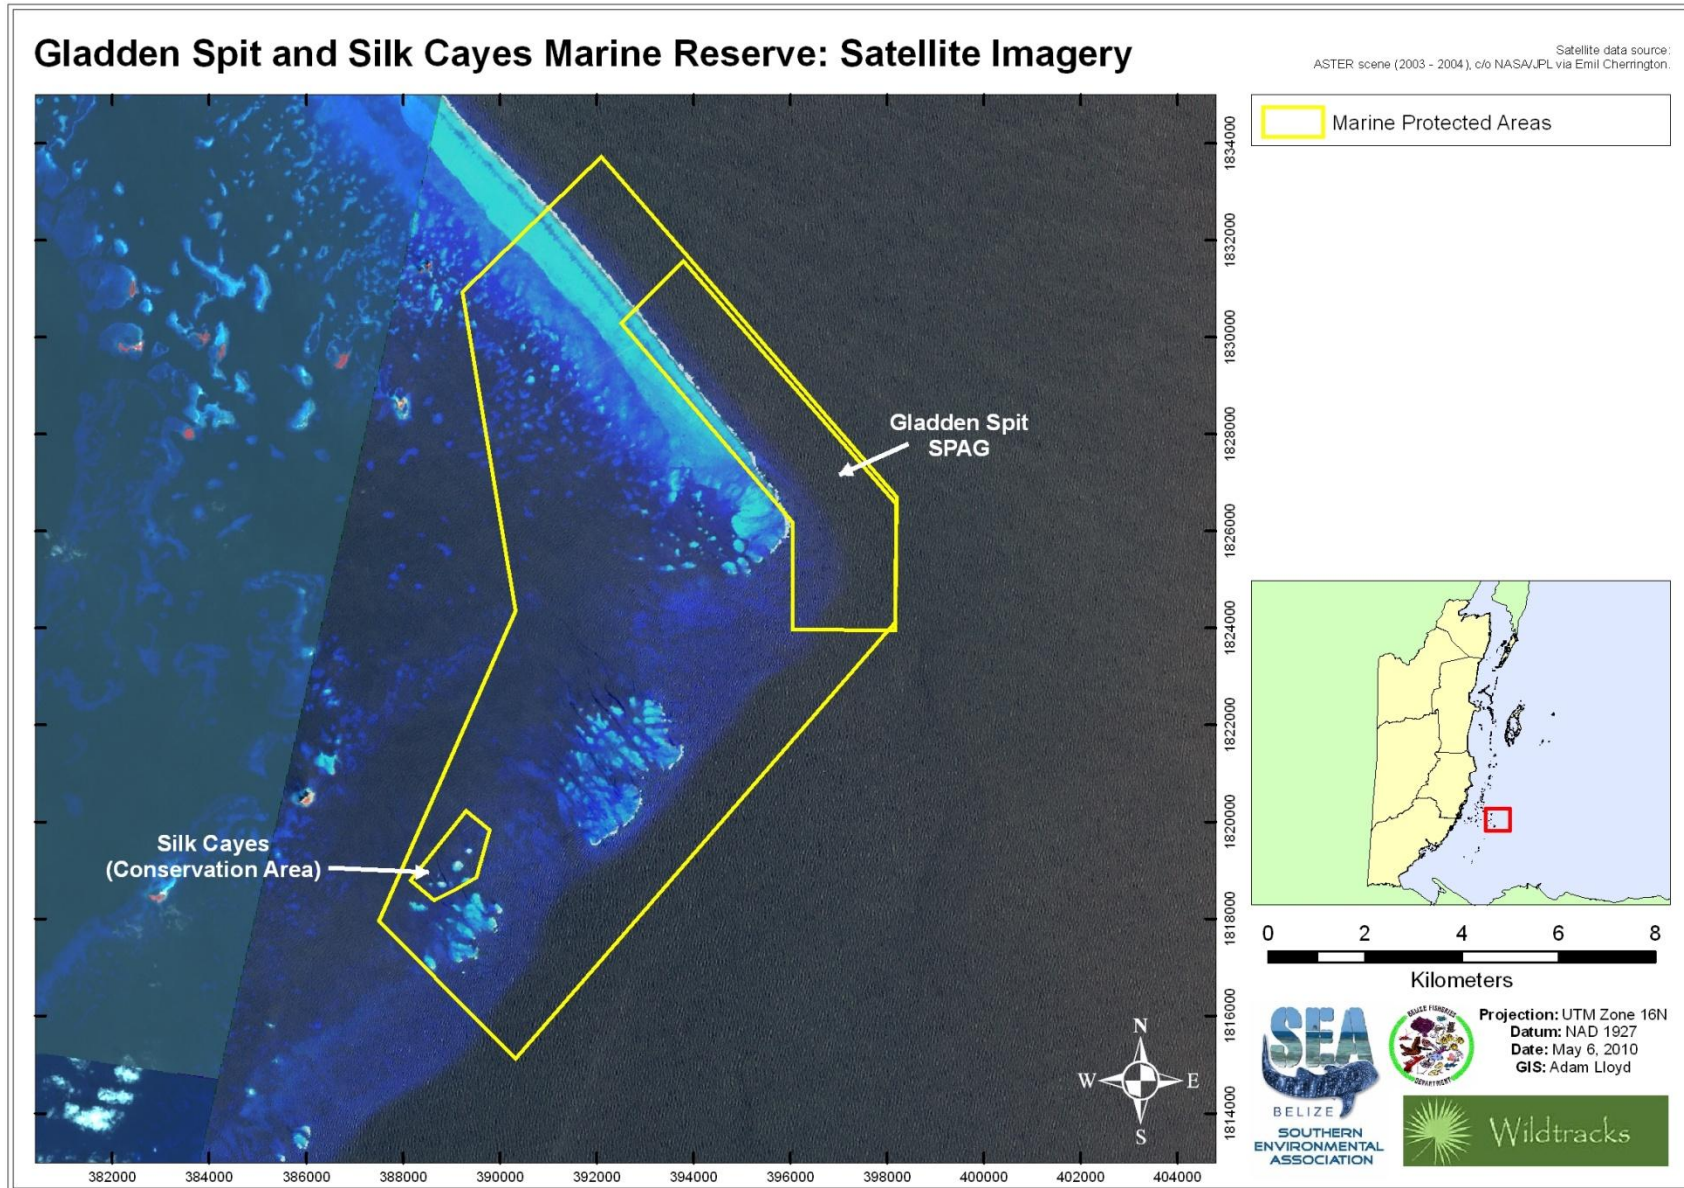 Gladden Spit and Silk Cayes Marine Reserve: Satellite Imagery
Satellite data source:
ASTER scene (2003 - 2004), c/o NASA/JPL via Emil Cherrington.
Marine Protected Areas
1834000
1832000
1830000
1828000
1826000
1824000
1822000
1820000
1818000
1816000
1814000
Gladden Spit
SPAG
Silk Cayes
(Conservation Area)
N
W
E
S
382000 384000 386000 388000 390000 392000 394000 396000 398000 400000 402000 404000
0 2 4 6 8
Kilometers
SEA
BELIZE
SOUTHERN
ENVIRONMENTAL
ASSOCIATION
BELIZE FISHERIES
DEPARTMENT
Projection: UTM Zone 16N
Datum: NAD 1927
Date: May 6, 2010
GIS: Adam Lloyd
Wildtracks